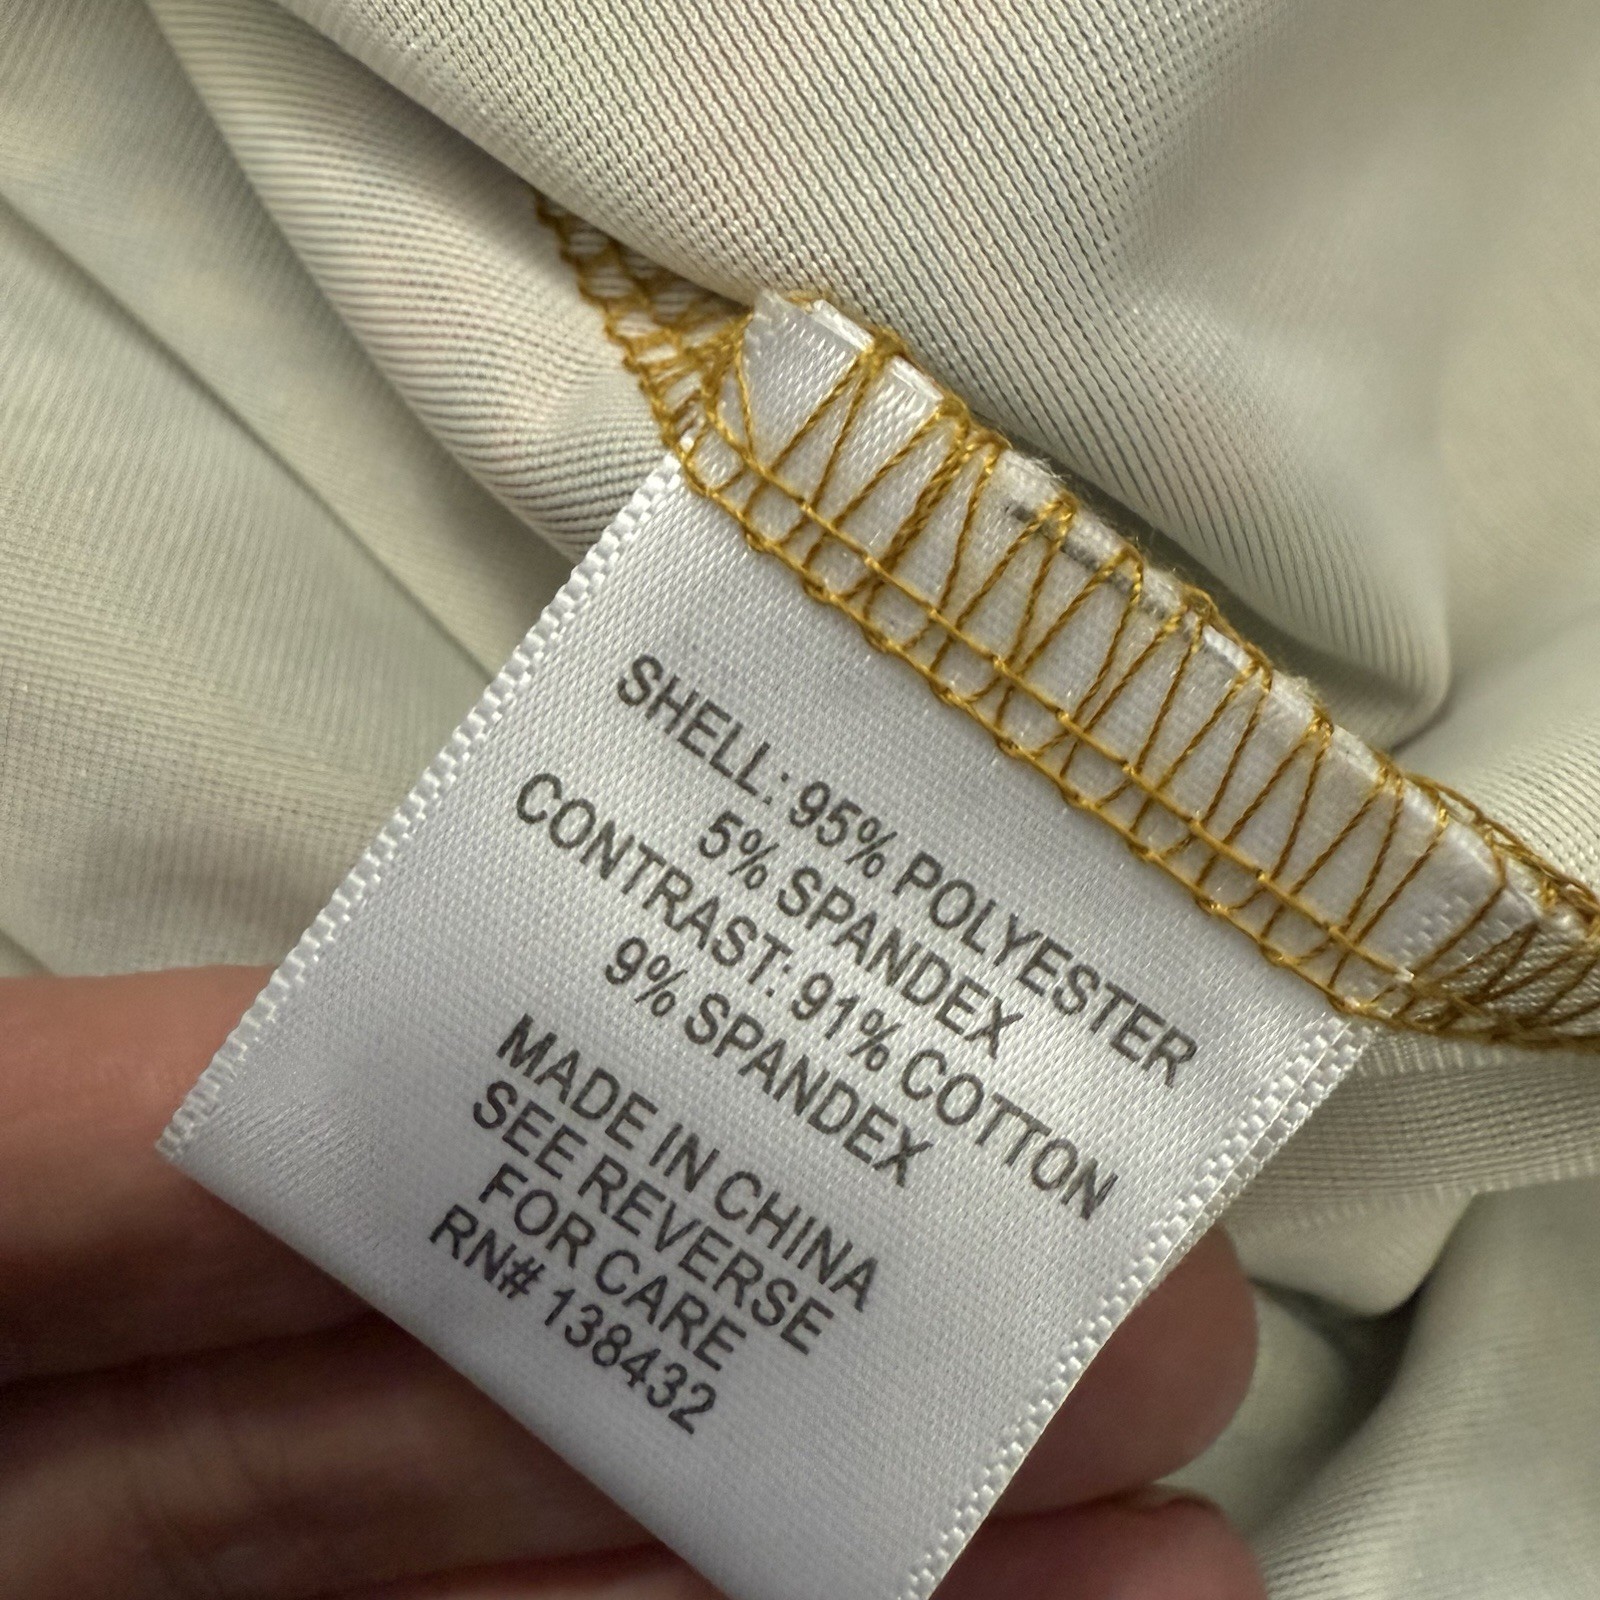 SHELL: 95% POLYESTER
5% SPANDEX
CONTRAST: 91% COTTON
9% SPANDEX
MADE IN CHINA
SEE REVERSE
FOR CARE
RN# 138432